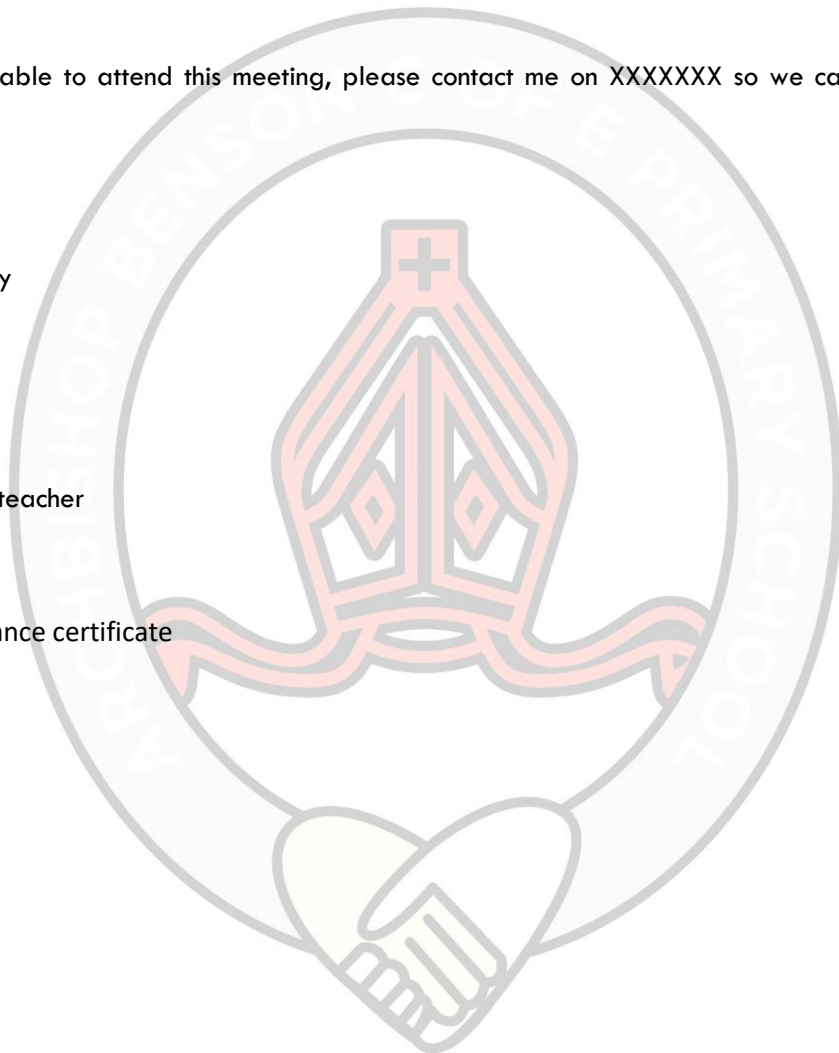 able to attend this meeting, please contact me on XXXXXXX so we ca
y
teacher
ance certificate
ARCHBISHOP BENSON C OF E PRIMARY SCHOOL